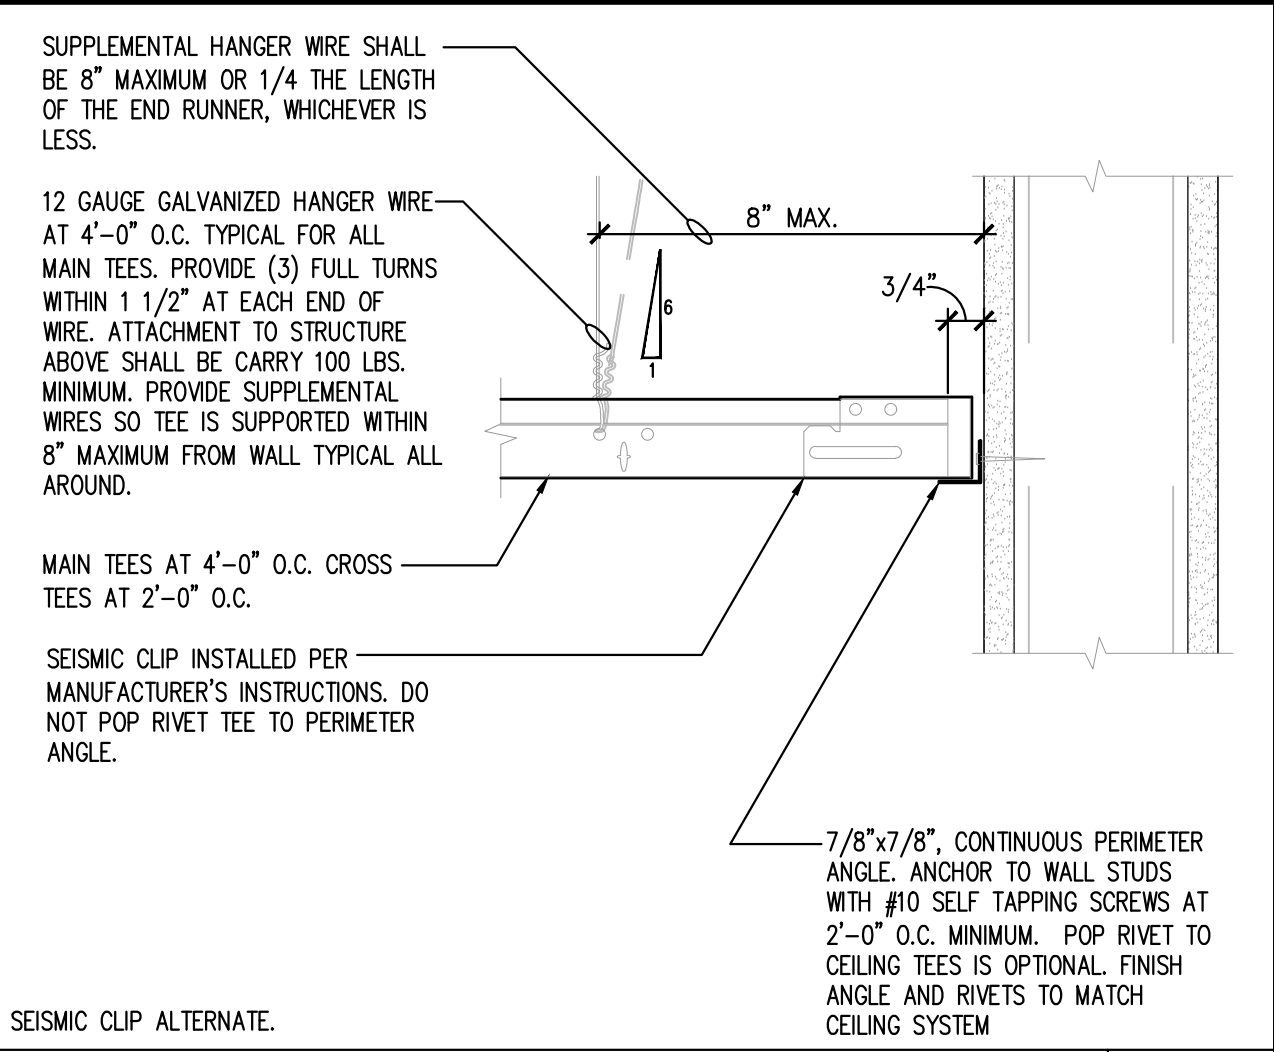 SUPPLEMENTAL HANGER WIRE SHALL
BE 8" MAXIMUM OR 1/4 THE LENGTH
OF THE END RUNNER, WHICHEVER IS
LESS.
12 GAUGE GALVANIZED HANGER WIRE
AT 4'-0" O.C. TYPICAL FOR ALL
MAIN TEES. PROVIDE (3) FULL TURNS
WITHIN 1 1/2" AT EACH END OF
WIRE. ATTACHMENT TO STRUCTURE
ABOVE SHALL BE CARRY 100 LBS.
MINIMUM. PROVIDE SUPPLEMENTAL
WIRES SO TEE IS SUPPORTED WITHIN
8" MAXIMUM FROM WALL TYPICAL ALL
AROUND.
MAIN TEES AT 4'-0" O.C. CROSS
TEES AT 2'-0" O.C.
SEISMIC CLIP INSTALLED PER
MANUFACTURER'S INSTRUCTIONS. DO
NOT POP RIVET TEE TO PERIMETER
ANGLE.
8" MAX.
3/4"
6
1
7/8"x7/8", CONTINUOUS PERIMETER
ANGLE. ANCHOR TO WALL STUDS
WITH #10 SELF TAPPING SCREWS AT
2'-0" O.C. MINIMUM. POP RIVET TO
CEILING TEES IS OPTIONAL. FINISH
ANGLE AND RIVETS TO MATCH
CEILING SYSTEM
SEISMIC CLIP ALTERNATE.